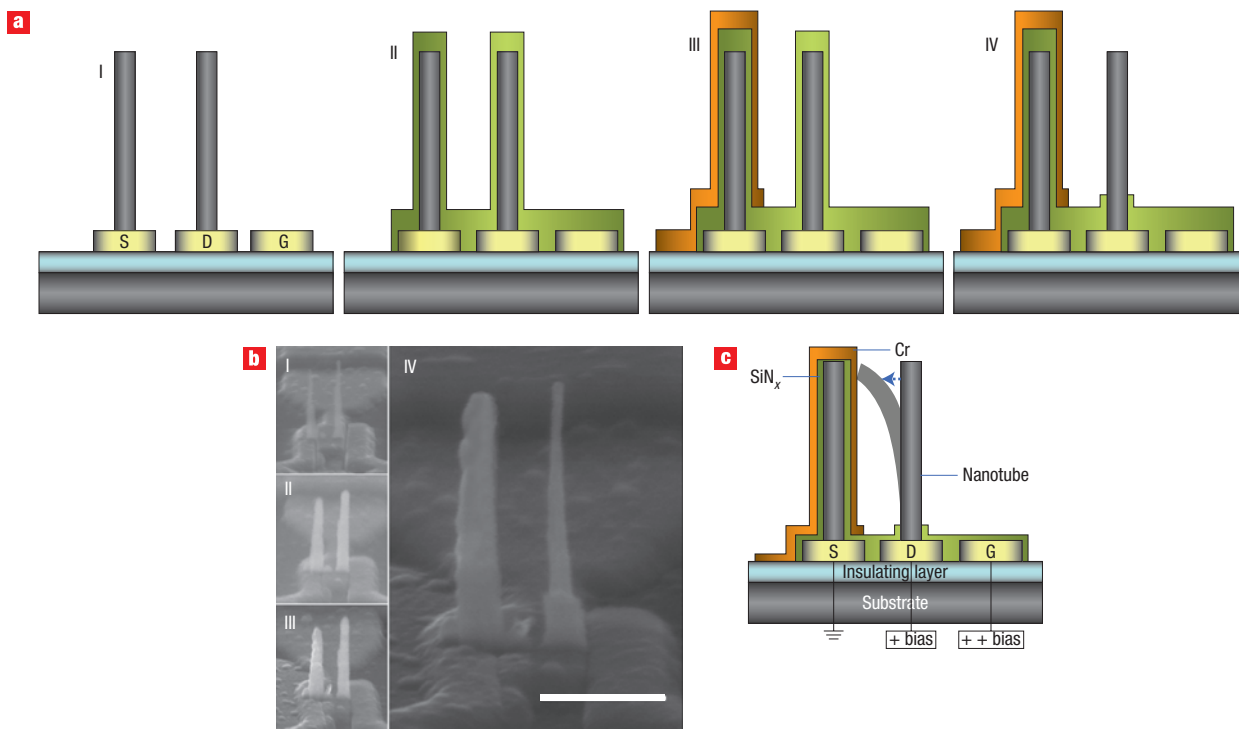 a
I
II
III
IV
S
D
G
b
I
II
III
IV
c
Cr
SiNx
Nanotube
S
D
G
Insulating layer
Substrate
+ bias
+ + bias